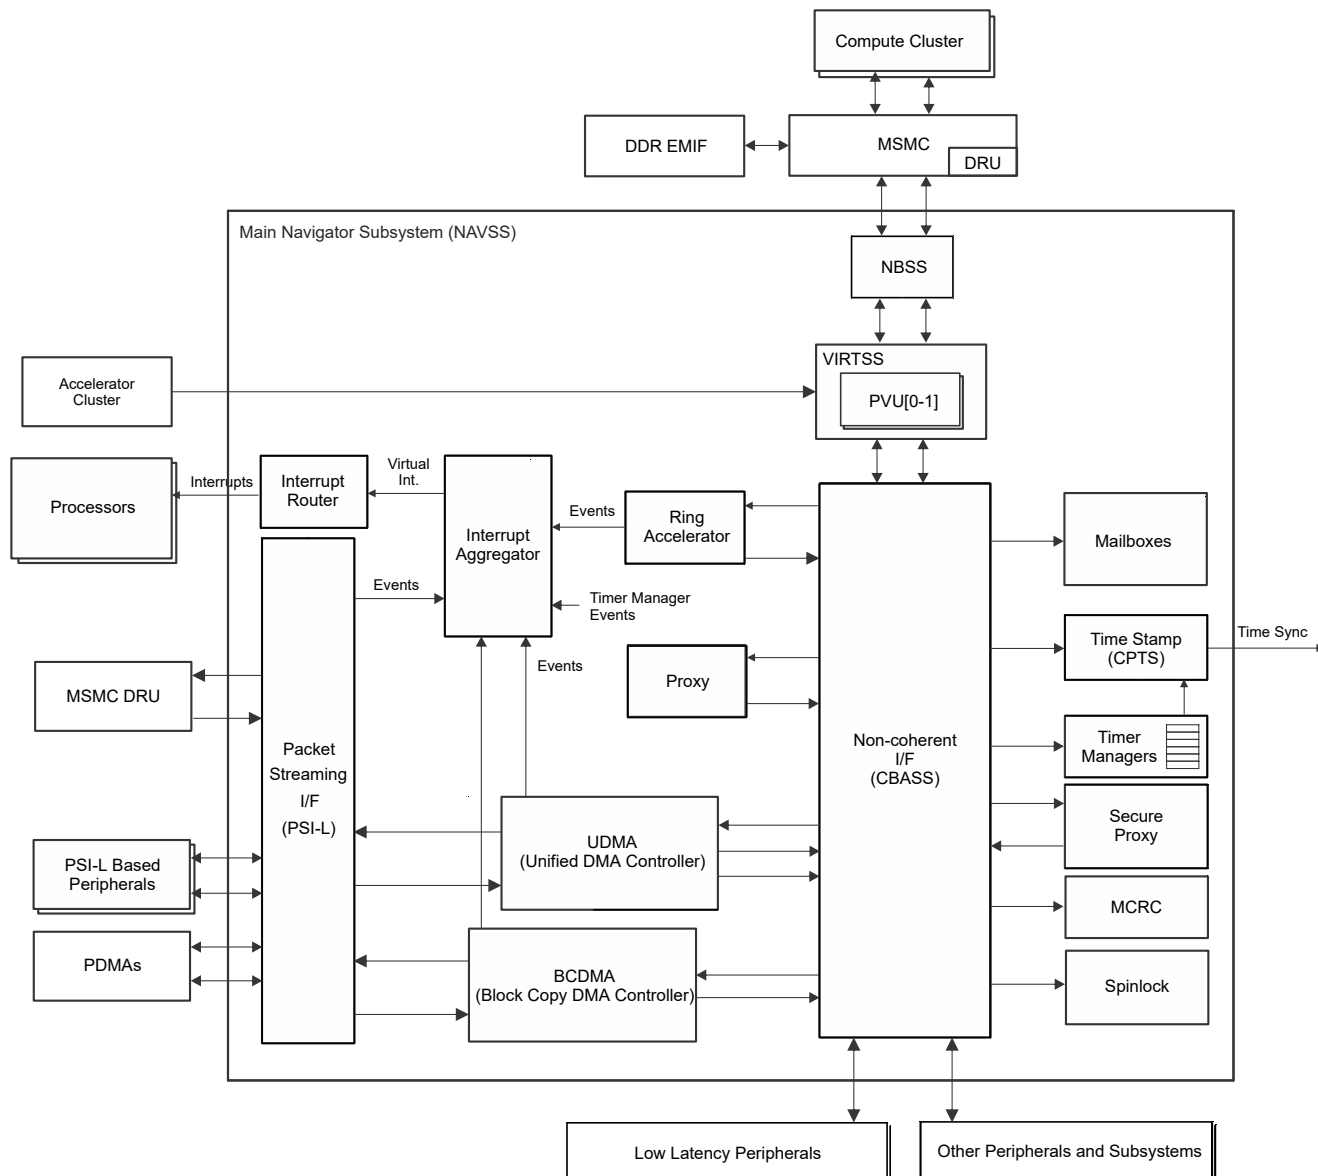 Compute Cluster
DDR EMIF
MSMC
DRU
Main Navigator Subsystem (NAVSS)
NBSS
VIRTSS
PVU[0-1]
Accelerator
Cluster
Processors
Interrupts
Interrupt
Router
Virtual
Int.
Interrupt
Aggregator
Events
Ring
Accelerator
Mailboxes
Events
Timer Manager
Events
Time Stamp
(CPTS)
Time Sync
Events
MSMC DRU
Proxy
Packet
Streaming
I/F
(PSI-L)
Non-coherent
I/F
(CBASS)
Timer
Managers
Secure
Proxy
PSI-L Based
Peripherals
UDMA
(Unified DMA Controller)
MCRC
PDMAs
BCDMA
(Block Copy DMA Controller)
Spinlock
Low Latency Peripherals
Other Peripherals and Subsystems